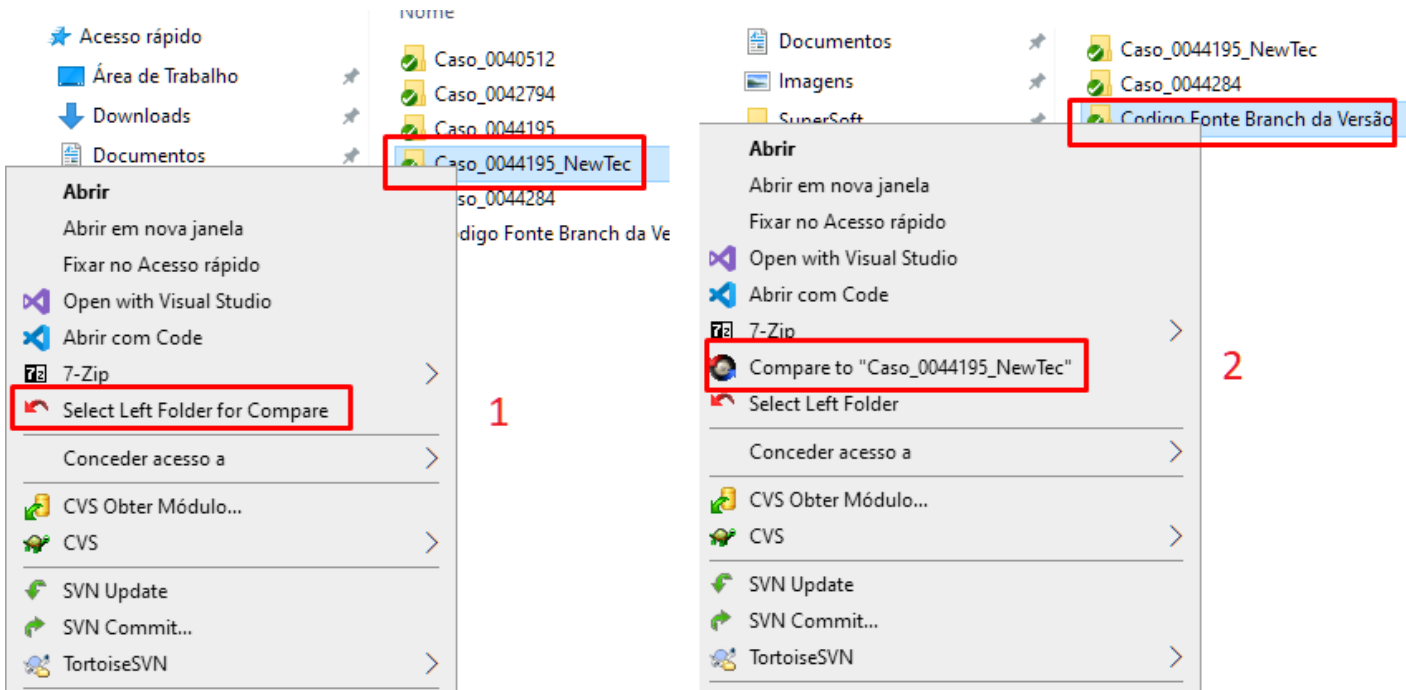 Nome
Acesso rápido
Área de Trabalho
Downloads
Documentos
Caso_0040512
Caso_0042794
Caso_0044195
Caso_0044195_NewTec
so_0044284
digo Fonte Branch da Ve
Abrir
Abrir em nova janela
Fixar no Acesso rápido
Open with Visual Studio
Abrir com Code
7-Zip
Select Left Folder for Compare
1
Conceder acesso a
CVS Obter Módulo...
CVS
SVN Update
SVN Commit...
TortoiseSVN
Documentos
Imagens
SuperSoft
Caso_0044195_NewTec
Caso_0044284
Codigo Fonte Branch da Versão
Abrir
Abrir em nova janela
Fixar no Acesso rápido
Open with Visual Studio
Abrir com Code
7-Zip
Compare to "Caso_0044195_NewTec"
2
Select Left Folder
Conceder acesso a
CVS Obter Módulo...
CVS
SVN Update
SVN Commit...
TortoiseSVN